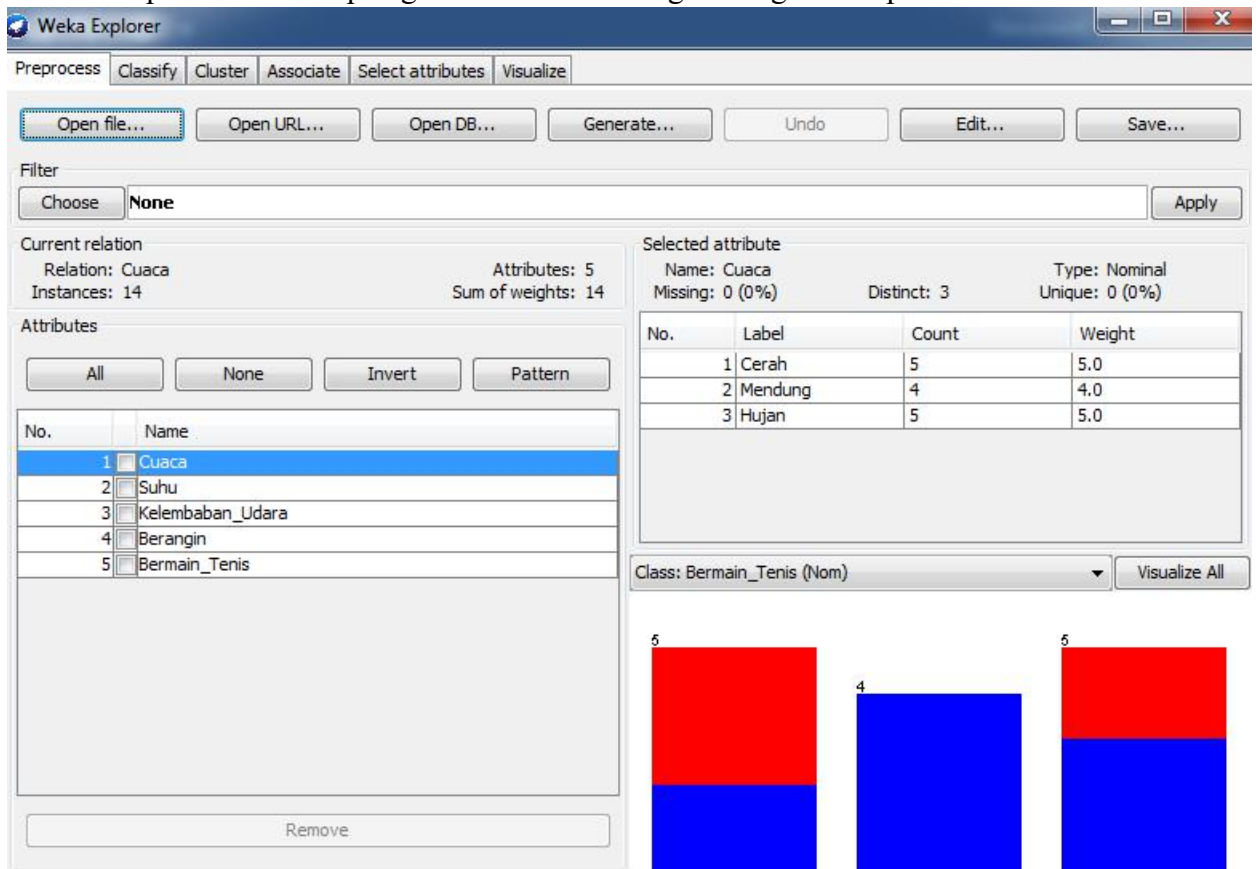 Weka Explorer
Preprocess Classify Cluster Associate Select attributes Visualize
Open file... Open URL... Open DB... Generate... Undo Edit... Save...
Filter
Choose None Apply
Current relation
Relation: Cuaca Attributes: 5
Instances: 14 Sum of weights: 14
Attributes
All None Invert Pattern
No. Name
1 Cuaca
2 Suhu
3 Kelembaban_Udara
4 Berangin
5 Bermain_Tenis
Remove
Selected attribute
Name: Cuaca Type: Nominal
Missing: 0 (0%) Distinct: 3 Unique: 0 (0%)
No. Label Count Weight
1 Cerah 5 5.0
2 Mendung 4 4.0
3 Hujan 5 5.0
Class: Bermain_Tenis (Nom) Visualize All
5 4 5